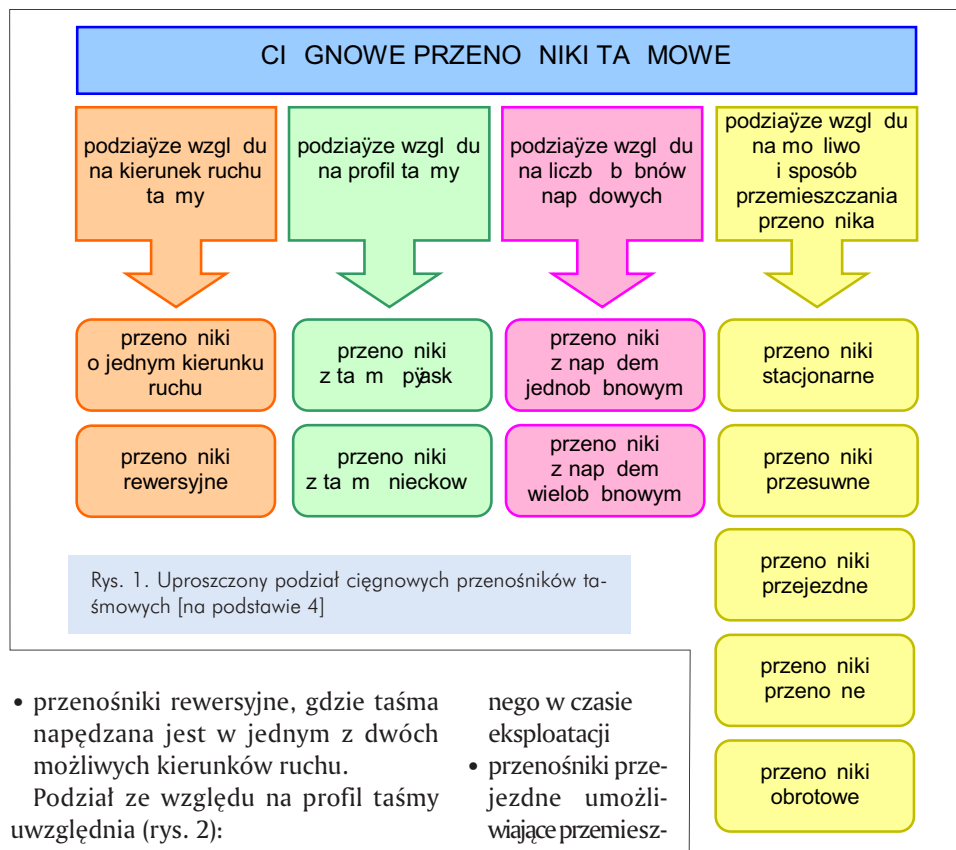 CI GNOWE PRZENO NIKI TA MOWE
podziaÿze wzgl du
na kierunek ruchu
ta my
podziaÿze wzgl du
na profil ta my
podziaÿze wzgl du
na liczb b bnów
nap dowych
podziaÿze wzgl du
na mo liwo
i sposób
przemieszczania
przeno nika
przeno niki
o jednym kierunku
ruchu
przeno niki
rewersyjne
przeno niki
z ta m pÿask
przeno niki
z ta m nieckow
przeno niki
z nap dem
jednob bnowym
przeno niki
z nap dem
wielob bnowym
przeno niki
stacjonarne
przeno niki
przesuwne
przeno niki
przejezdne
przeno niki
przeno ne
przeno niki
obrotowe
Rys. 1. Uproszczony podział cięgnowych przenośników ta-
śmowych [na podstawie 4]
• przenośniki rewersyjne, gdzie taśma
napędzana jest w jednym z dwóch
możliwych kierunków ruchu.
Podział ze względu na profil taśmy
uwzględnia (rys. 2):
nego w czasie
eksploatacji
• przenośniki prze-
jezdne umożli-
wiające przemiesz-